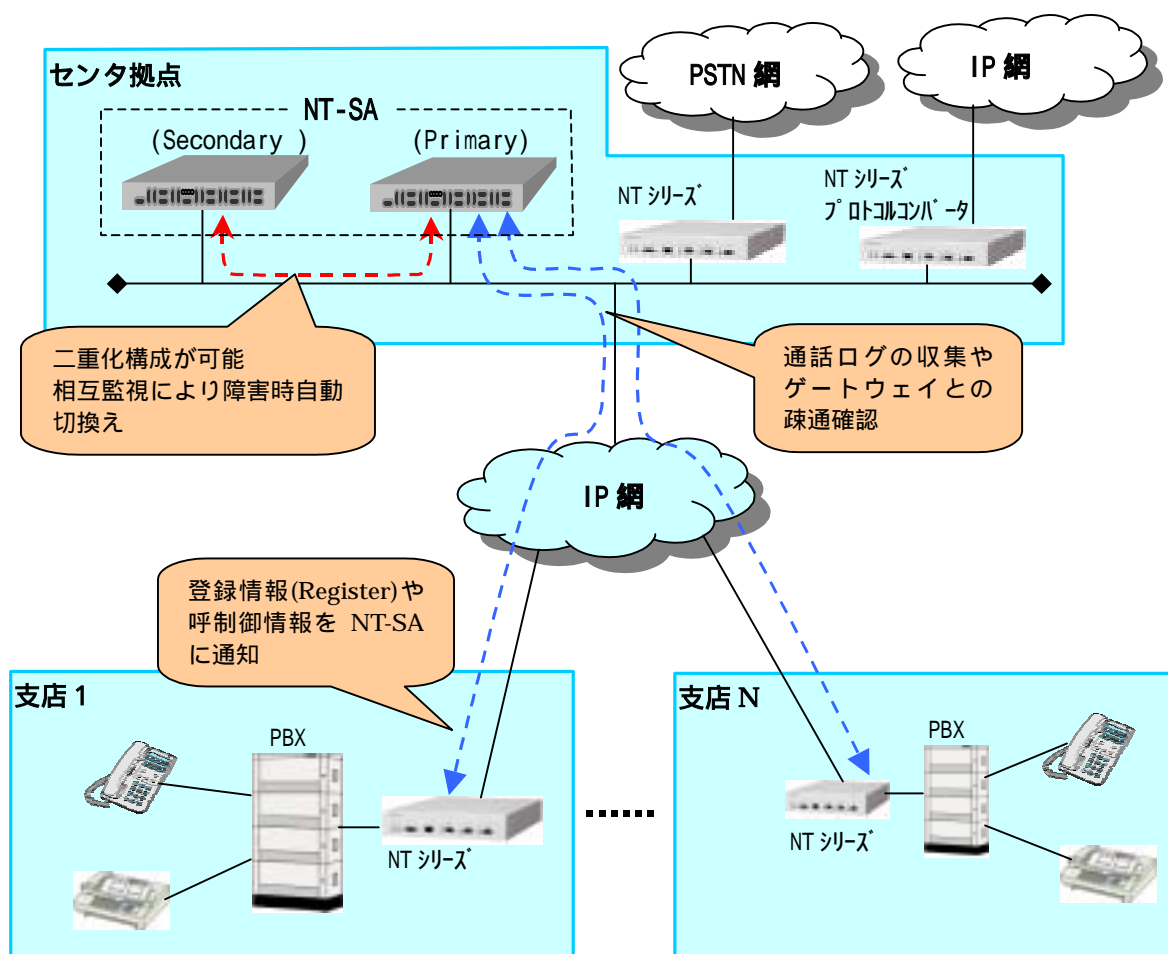 センタ拠点
NT-SA
(Secondary )
(Primary)
PSTN 網
IP 網
NT シリーズ
NT シリーズ
プロトコルコンバータ
二重化構成が可能
相互監視により障害時自動
切換え
通話ログの収集や
ゲートウェイとの
疎通確認
IP 網
登録情報(Register)や
呼制御情報を NT-SA
に通知
支店 1
PBX
NT シリーズ
支店 N
PBX
NT シリーズ